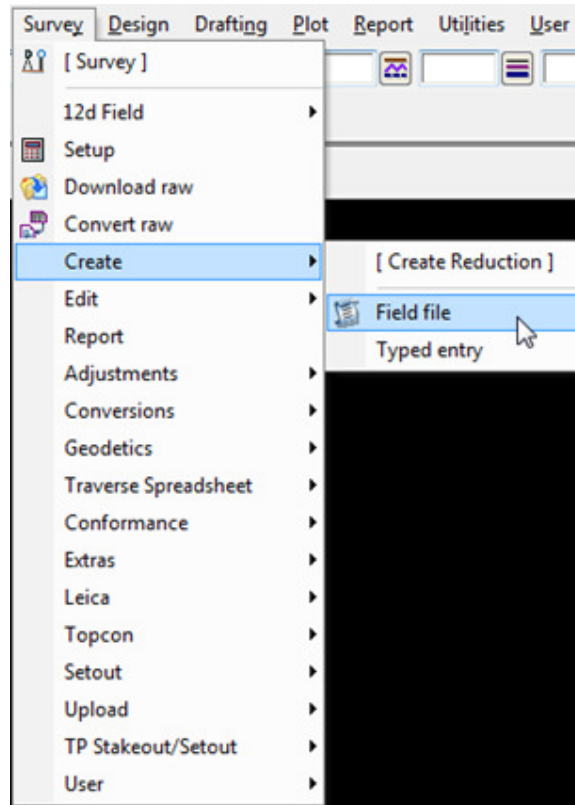 Survey Design Drafting Plot Report Utilities User
[ Survey ]
12d Field
Setup
Download raw
Convert raw
Create
[ Create Reduction ]
Edit
Field file
Report
Typed entry
Adjustments
Conversions
Geodetics
Traverse Spreadsheet
Conformance
Extras
Leica
Topcon
Setout
Upload
TP Stakeout/Setout
User